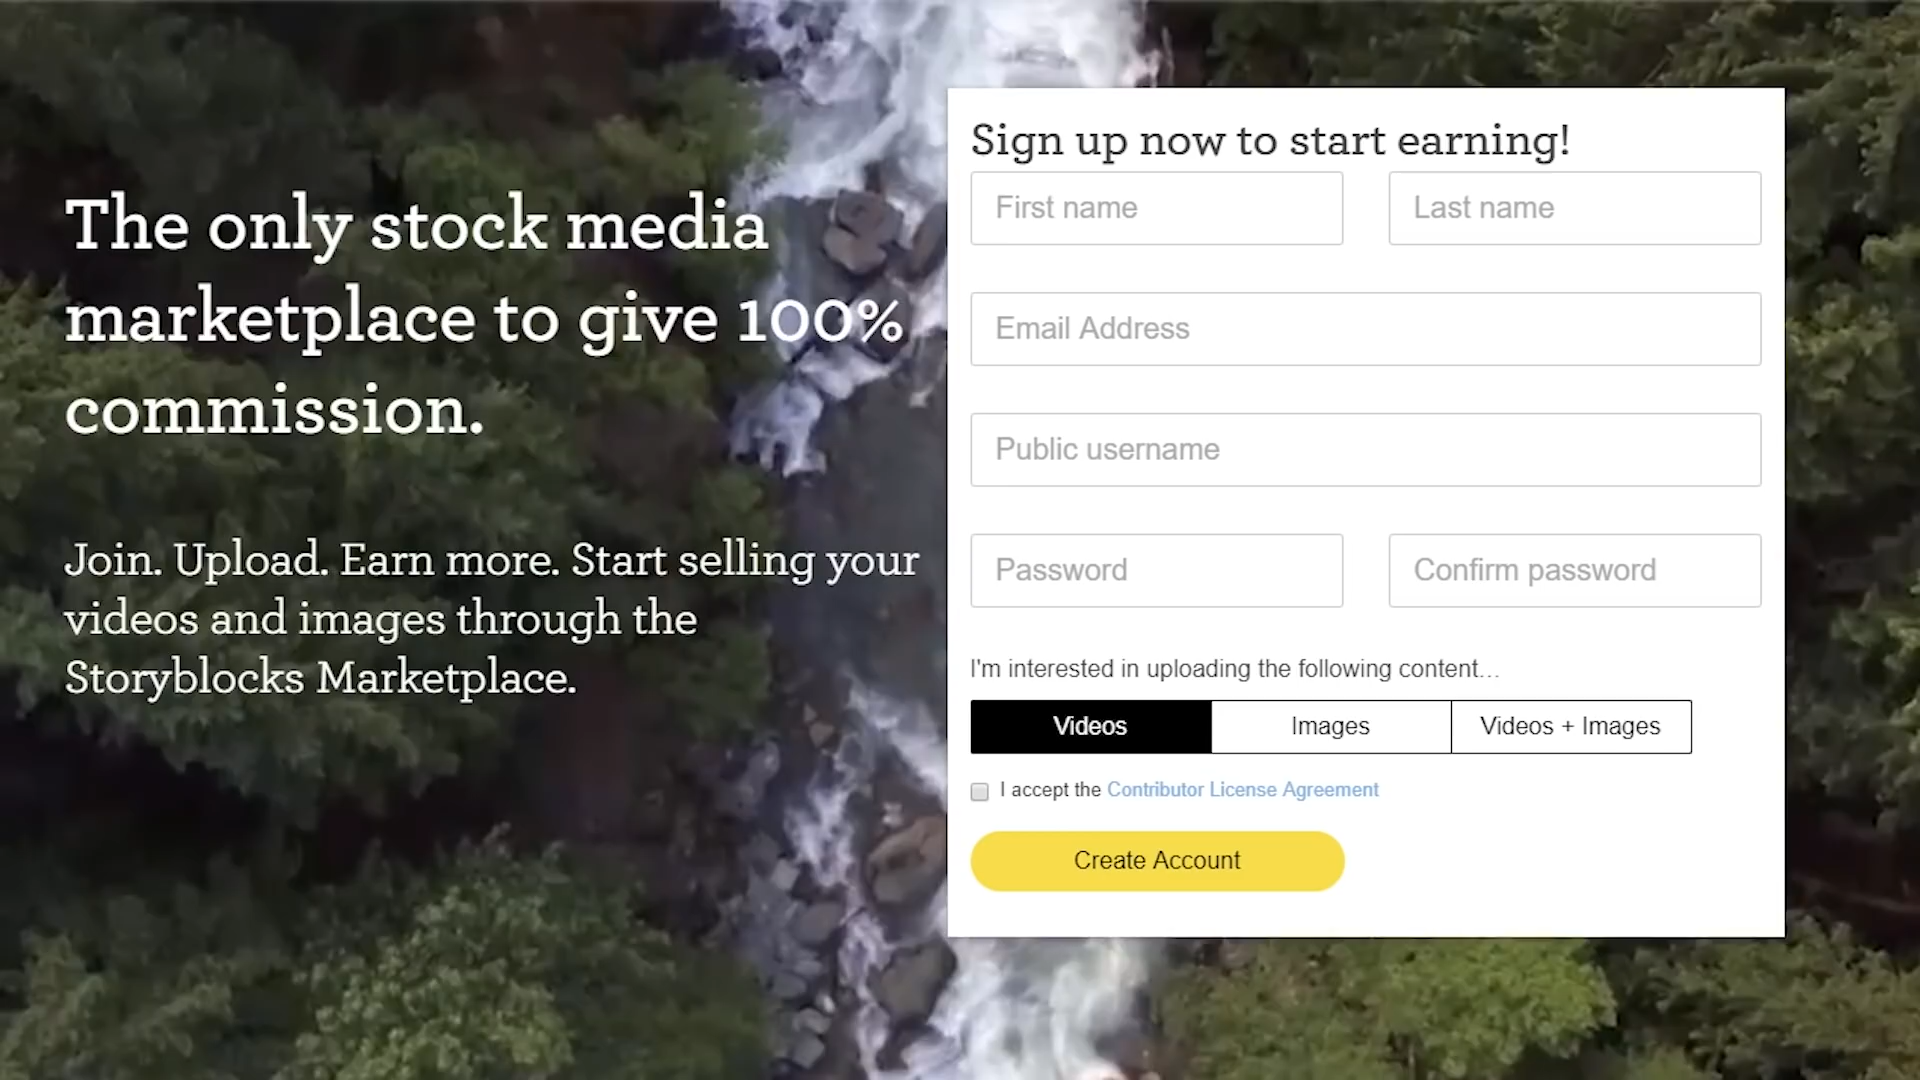 The only stock media
marketplace to give 100%
commission.
Join. Upload. Earn more. Start selling your
videos and images through the
Storyblocks Marketplace.
Sign up now to start earning!
First name
Last name
Email Address
Public username
Password
Confirm password
I'm interested in uploading the following content...
Videos
Images
Videos + Images
I accept the Contributor License Agreement
Create Account